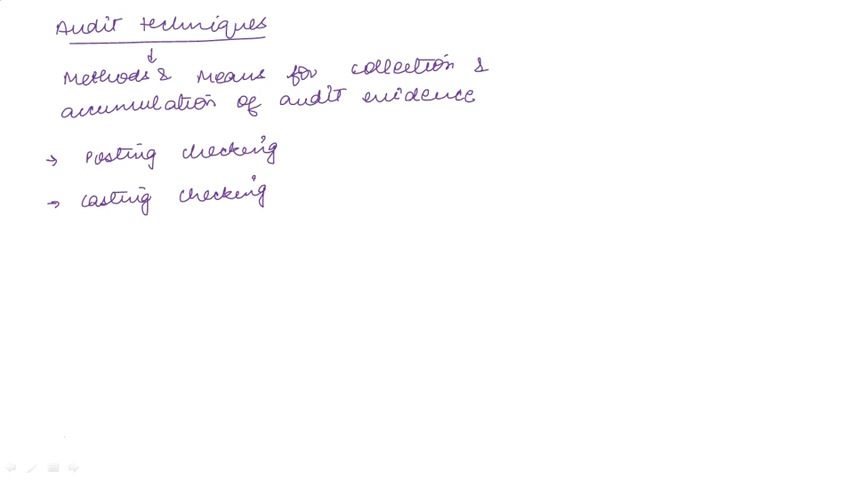 Audit techniques
↓
Methods & Means for collection &
accumulation of audit evidence
→ Posting checking
→ Casting checking